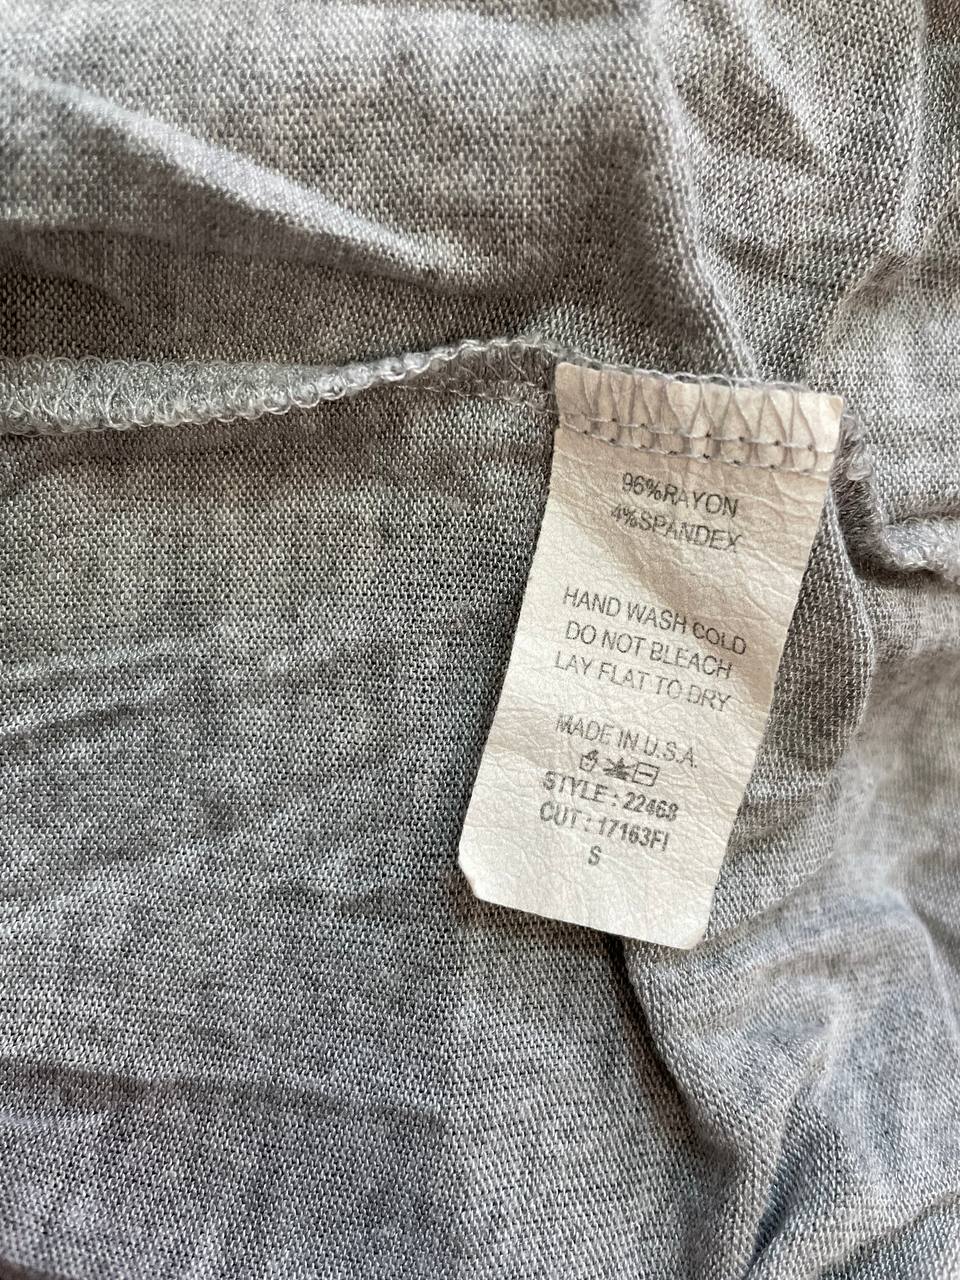 96%RAYON
4%SPANDEX
HAND WASH COLD
DO NOT BLEACH
LAY FLAT TO DRY
MADE IN U.S.A.
STYLE : 22468
CUT : 17163FI
S